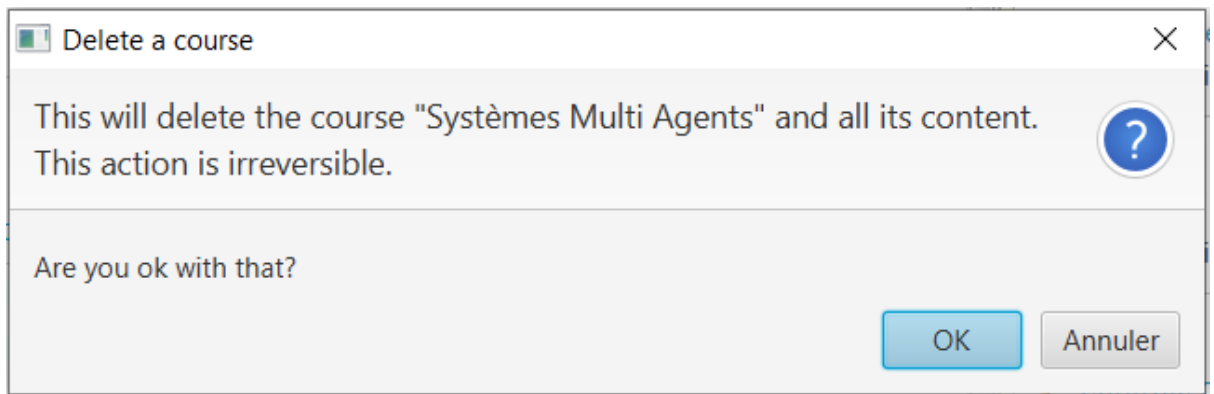 Delete a course
This will delete the course "Systèmes Multi Agents" and all its content.
This action is irreversible.
?
Are you ok with that?
OK
Annuler